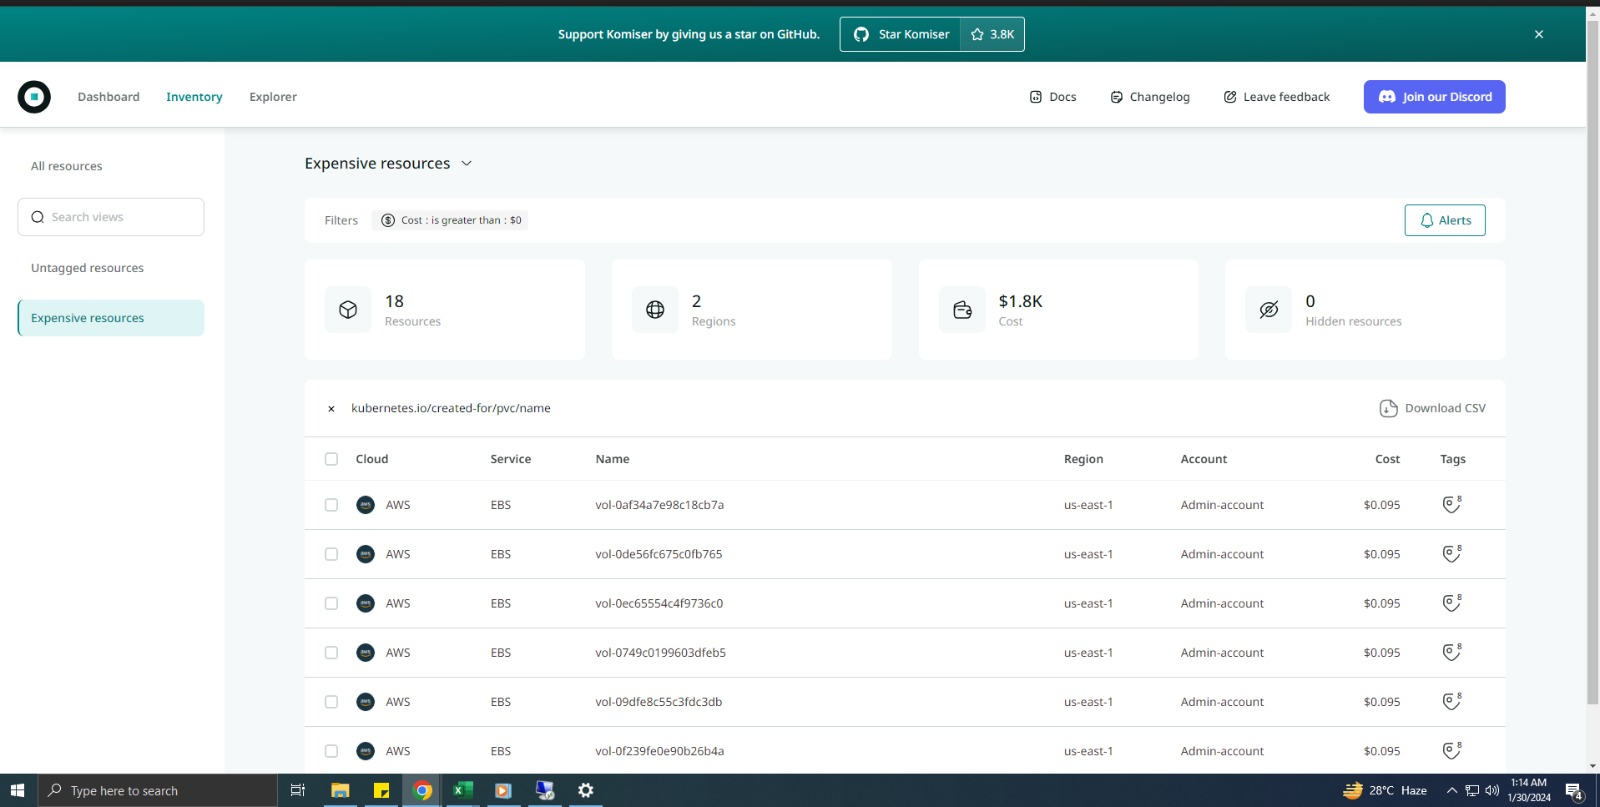 Support Komiser by giving us a star on GitHub. Star Komiser 3.8K
Dashboard Inventory Explorer Docs Changelog Leave feedback Join our Discord
All resources
Search views
Untagged resources
Expensive resources
Expensive resources
Filters Cost : is greater than : $0 Alerts
18
Resources
2
Regions
$1.8K
Cost
0
Hidden resources
kubernetes.io/created-for/pvc/name Download CSV
Cloud Service Name Region Account Cost Tags
aws AWS EBS vol-0af34a7e98c18cb7a us-east-1 Admin-account $0.095 8
aws AWS EBS vol-0de56fc675c0fb765 us-east-1 Admin-account $0.095 8
aws AWS EBS vol-0ec65554c4f9736c0 us-east-1 Admin-account $0.095 8
aws AWS EBS vol-0749c0199603dfeb5 us-east-1 Admin-account $0.095 8
aws AWS EBS vol-09dfe8c55c3fdc3db us-east-1 Admin-account $0.095 8
aws AWS EBS vol-0f239fe0e90b26b4a us-east-1 Admin-account $0.095 8
Type here to search 28°C Haze 1:14 AM
1/30/2024 4